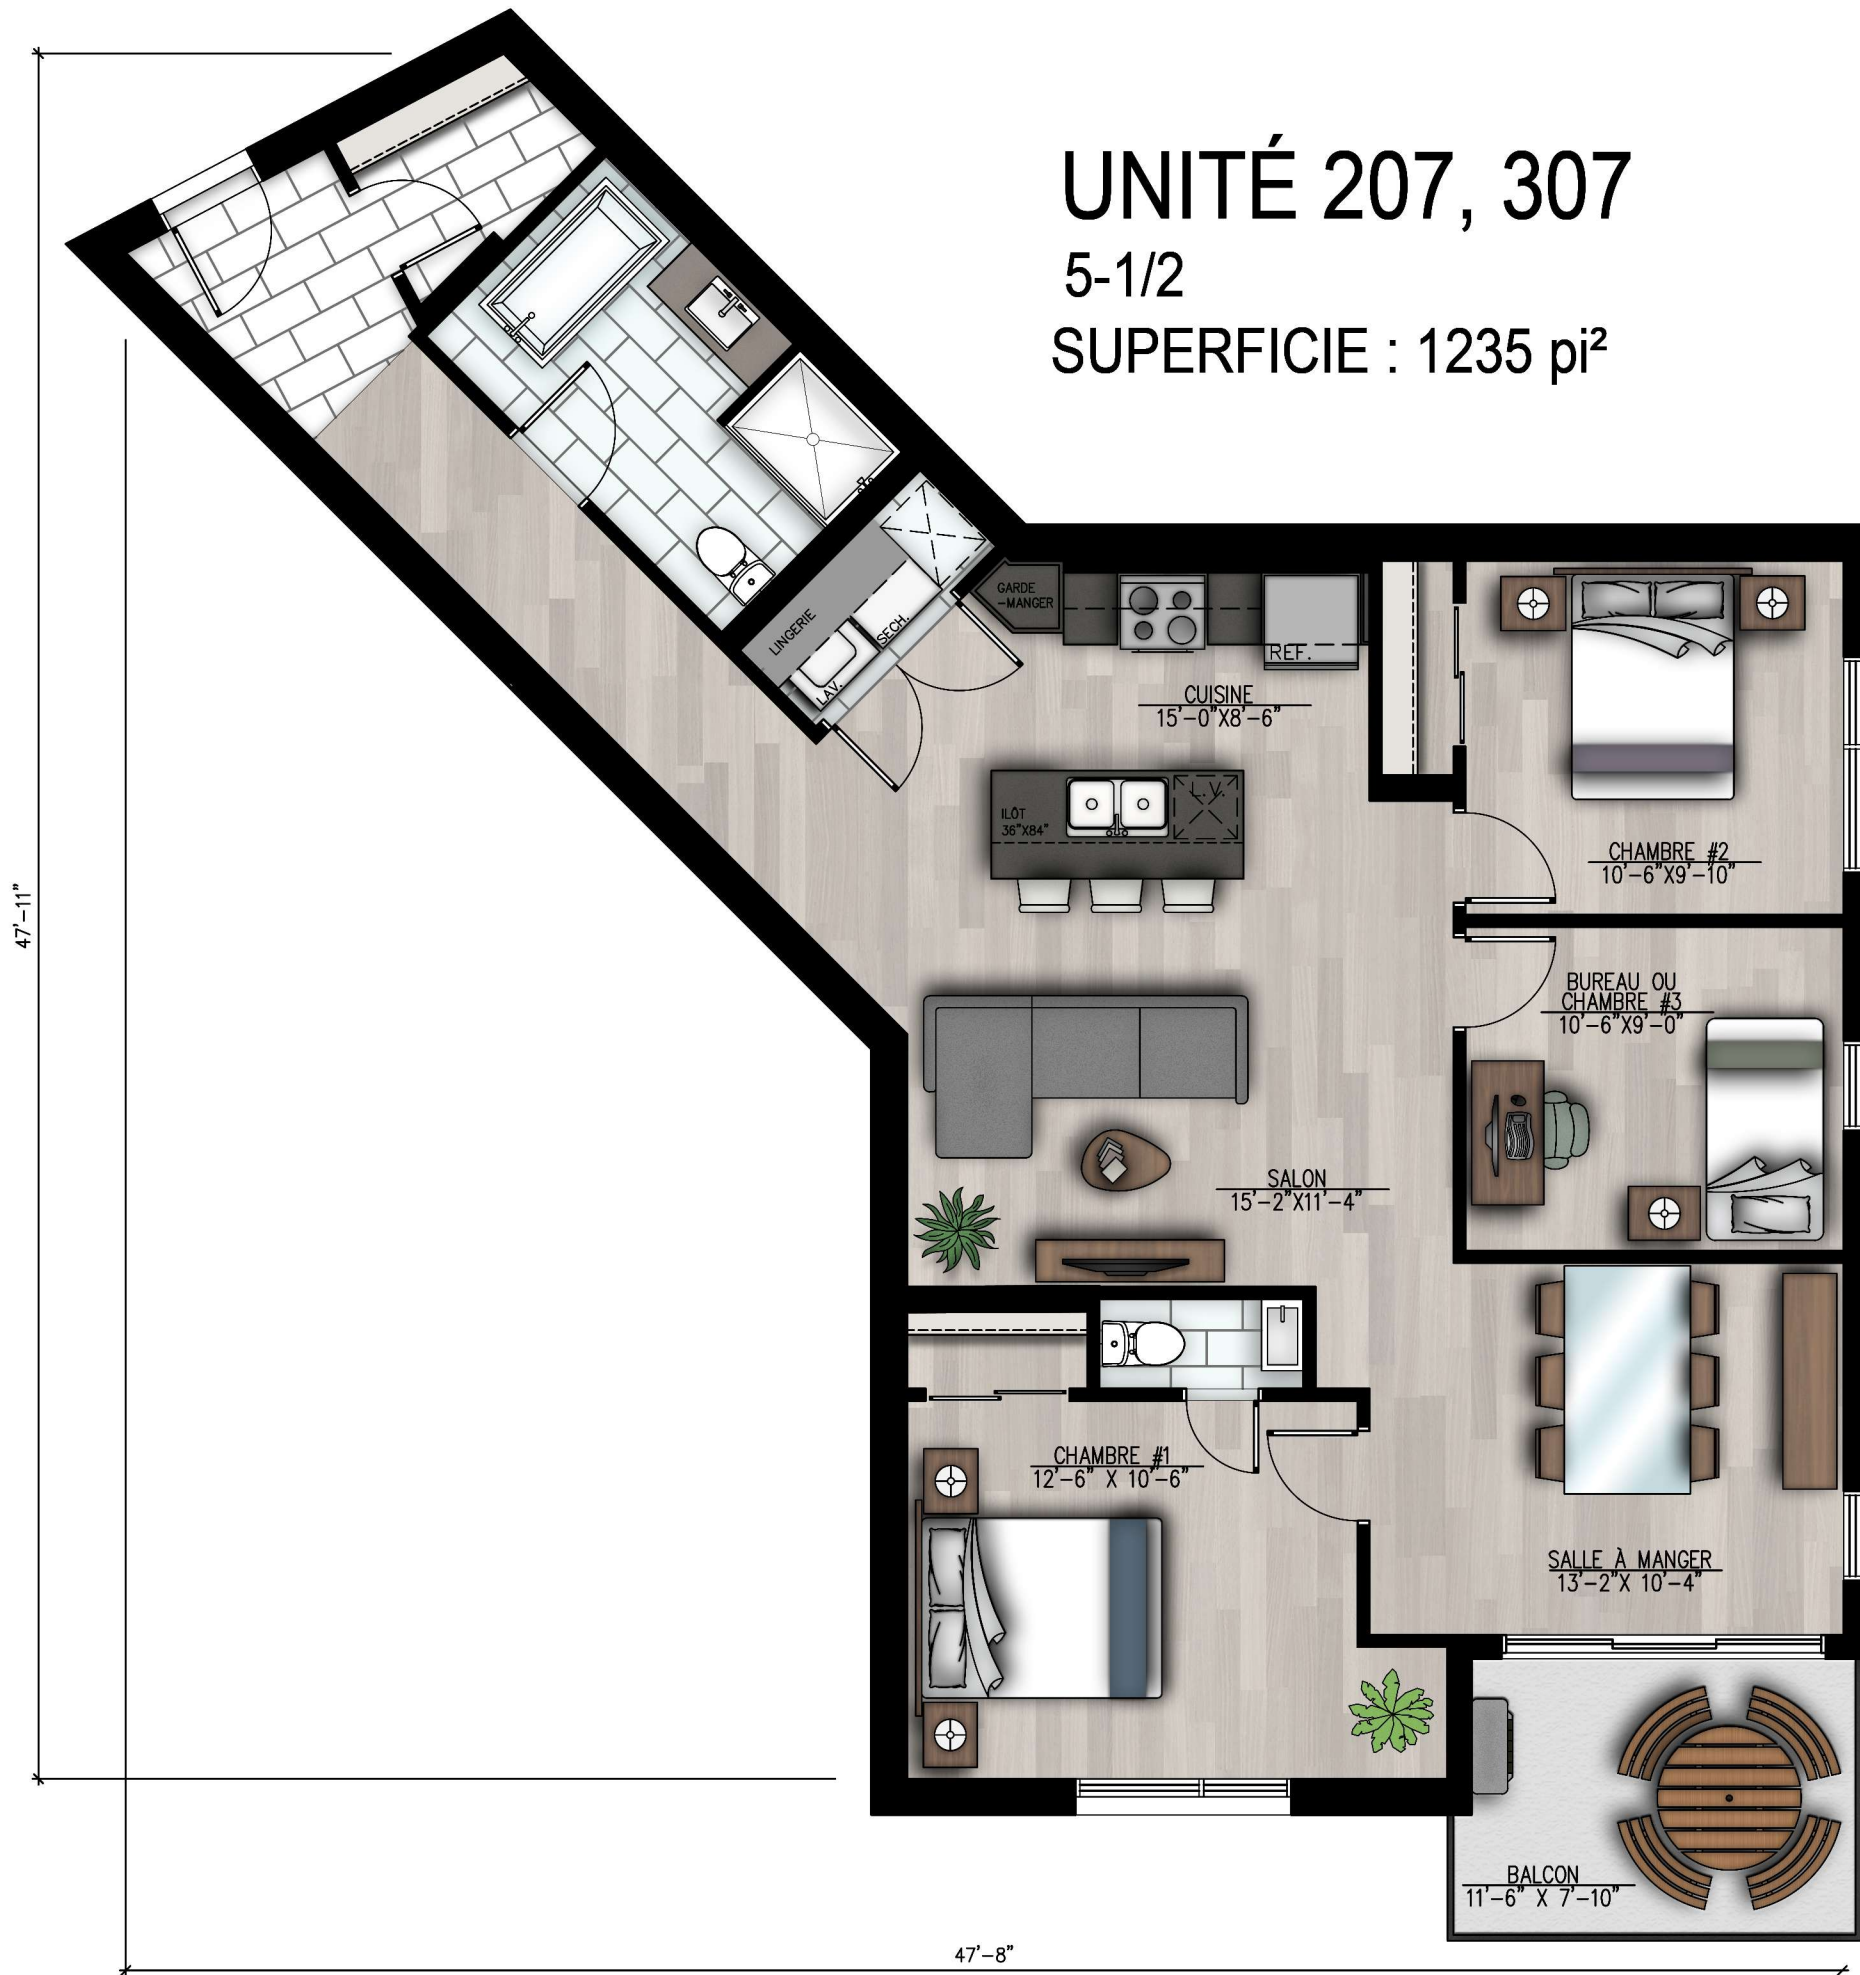 UNITÉ 207, 307
5-1/2
SUPERFICIE : 1235 pi²
GARDE
-MANGER
LINGERIE
SECH.
LAV.
REF.
CUISINE
15'-0"X8'-6"
ILÔT
36"X84"
L.V.
CHAMBRE #2
10'-6"X9'-10"
47'-11"
BUREAU OU
CHAMBRE #3
10'-6"X9'-0"
SALON
15'-2"X11'-4"
CHAMBRE #1
12'-6" X 10'-6"
SALLE À MANGER
13'-2"X 10'-4"
BALCON
11'-6" X 7'-10"
47'-8"